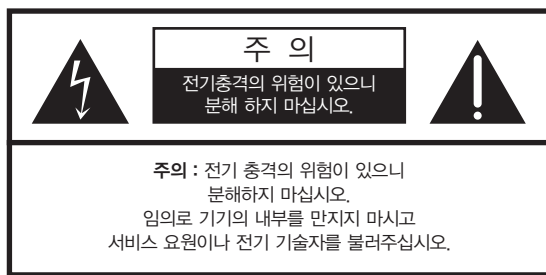 주 의
전기충격의 위험이 있으니
분해 하지 마십시오.
주의 : 전기 충격의 위험이 있으니
분해하지 마십시오.
임의로 기기의 내부를 만지지 마시고
서비스 요원이나 전기 기술자를 불러주십시오.